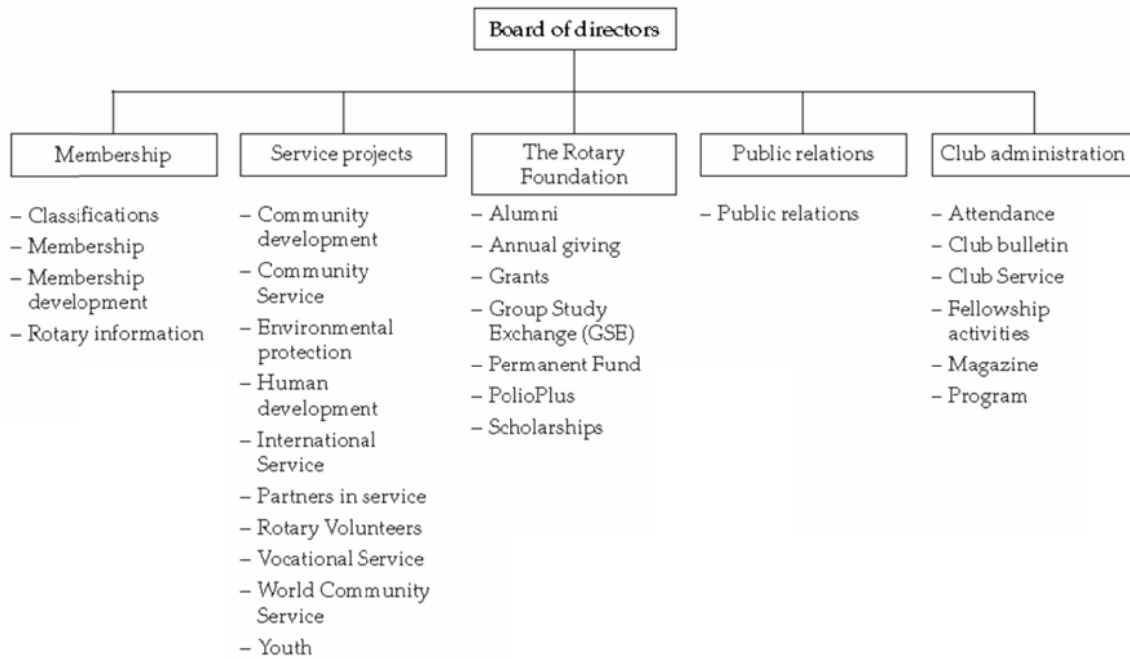 Board of directors
Membership
– Classifications
– Membership
– Membership
development
– Rotary information
Service projects
– Community
development
– Community
Service
– Environmental
protection
– Human
development
– International
Service
– Partners in service
– Rotary Volunteers
– Vocational Service
– World Community
Service
– Youth
The Rotary
Foundation
– Alumni
– Annual giving
– Grants
– Group Study
Exchange (GSE)
– Permanent Fund
– PolioPlus
– Scholarships
Public relations
– Public relations
Club administration
– Attendance
– Club bulletin
– Club Service
– Fellowship
activities
– Magazine
– Program